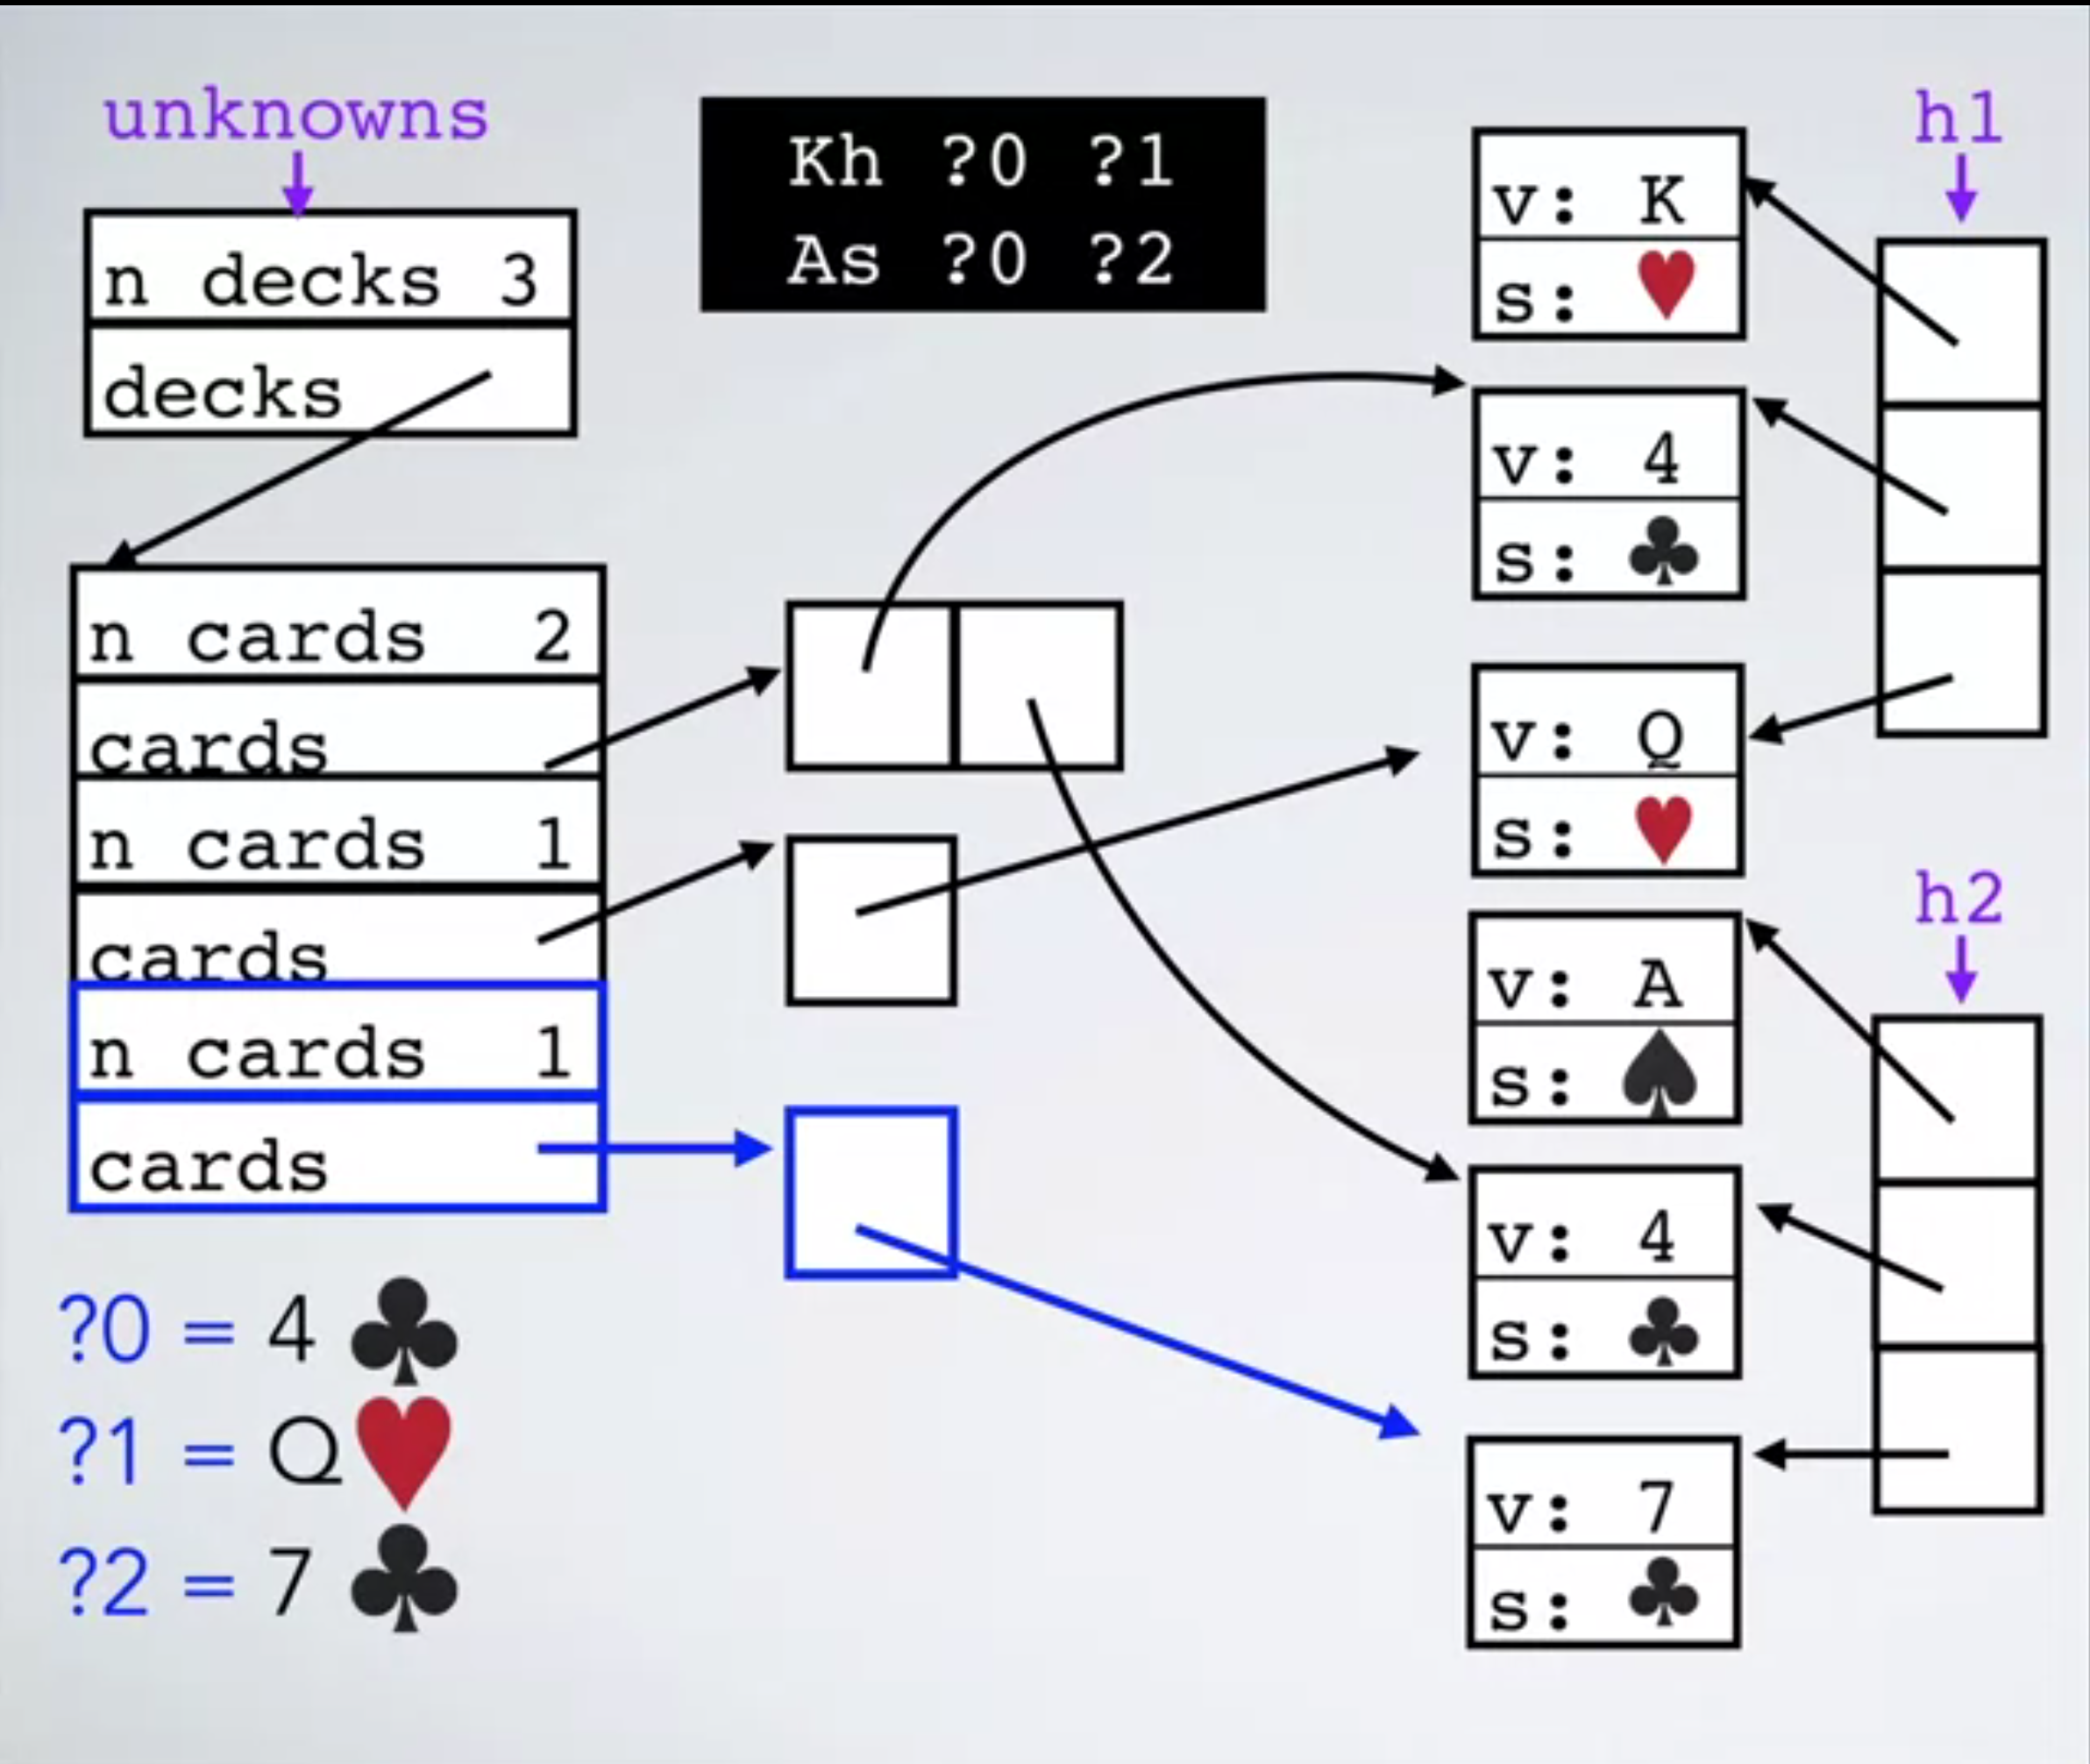 unknowns
n decks 3
decks
Kh ?0 ?1
As ?0 ?2
n cards 2
cards
n cards 1
cards
n cards 1
cards
?0 = 4 ♣
?1 = Q ♥
?2 = 7 ♣
v: K
s: ♥
v: 4
s: ♣
v: Q
s: ♥
v: A
s: ♠
v: 4
s: ♣
v: 7
s: ♣
h1
h2